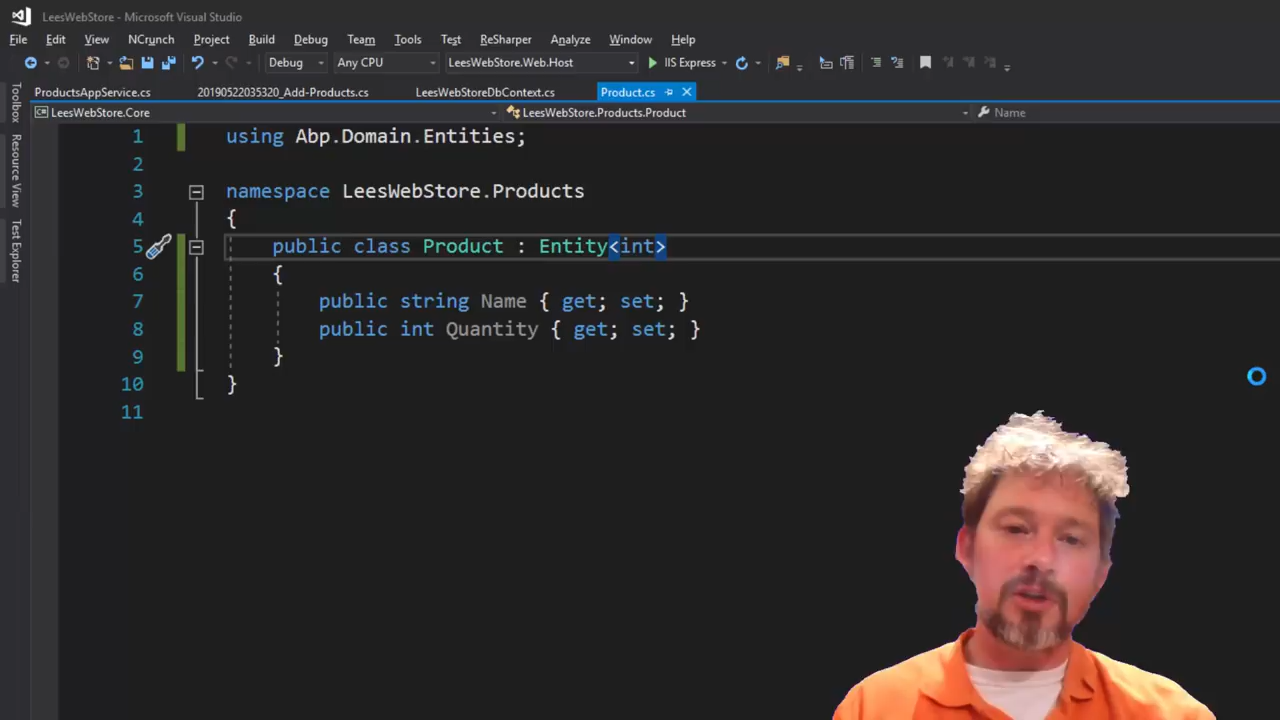 LeesWebStore - Microsoft Visual Studio
File Edit View NCrunch Project Build Debug Team Tools Test ReSharper Analyze Window Help
Debug Any CPU LeesWebStore.Web.Host IIS Express
ProductsAppService.cs 20190522035320_Add-Products.cs LeesWebStoreDbContext.cs Product.cs
LeesWebStore.Core LeesWebStore.Products.Product Name
Toolbox
Resource View
Test Explorer
1 using Abp.Domain.Entities;
2
3 namespace LeesWebStore.Products
4 {
5 public class Product : Entity<int>
6 {
7 public string Name { get; set; }
8 public int Quantity { get; set; }
9 }
10 }
11